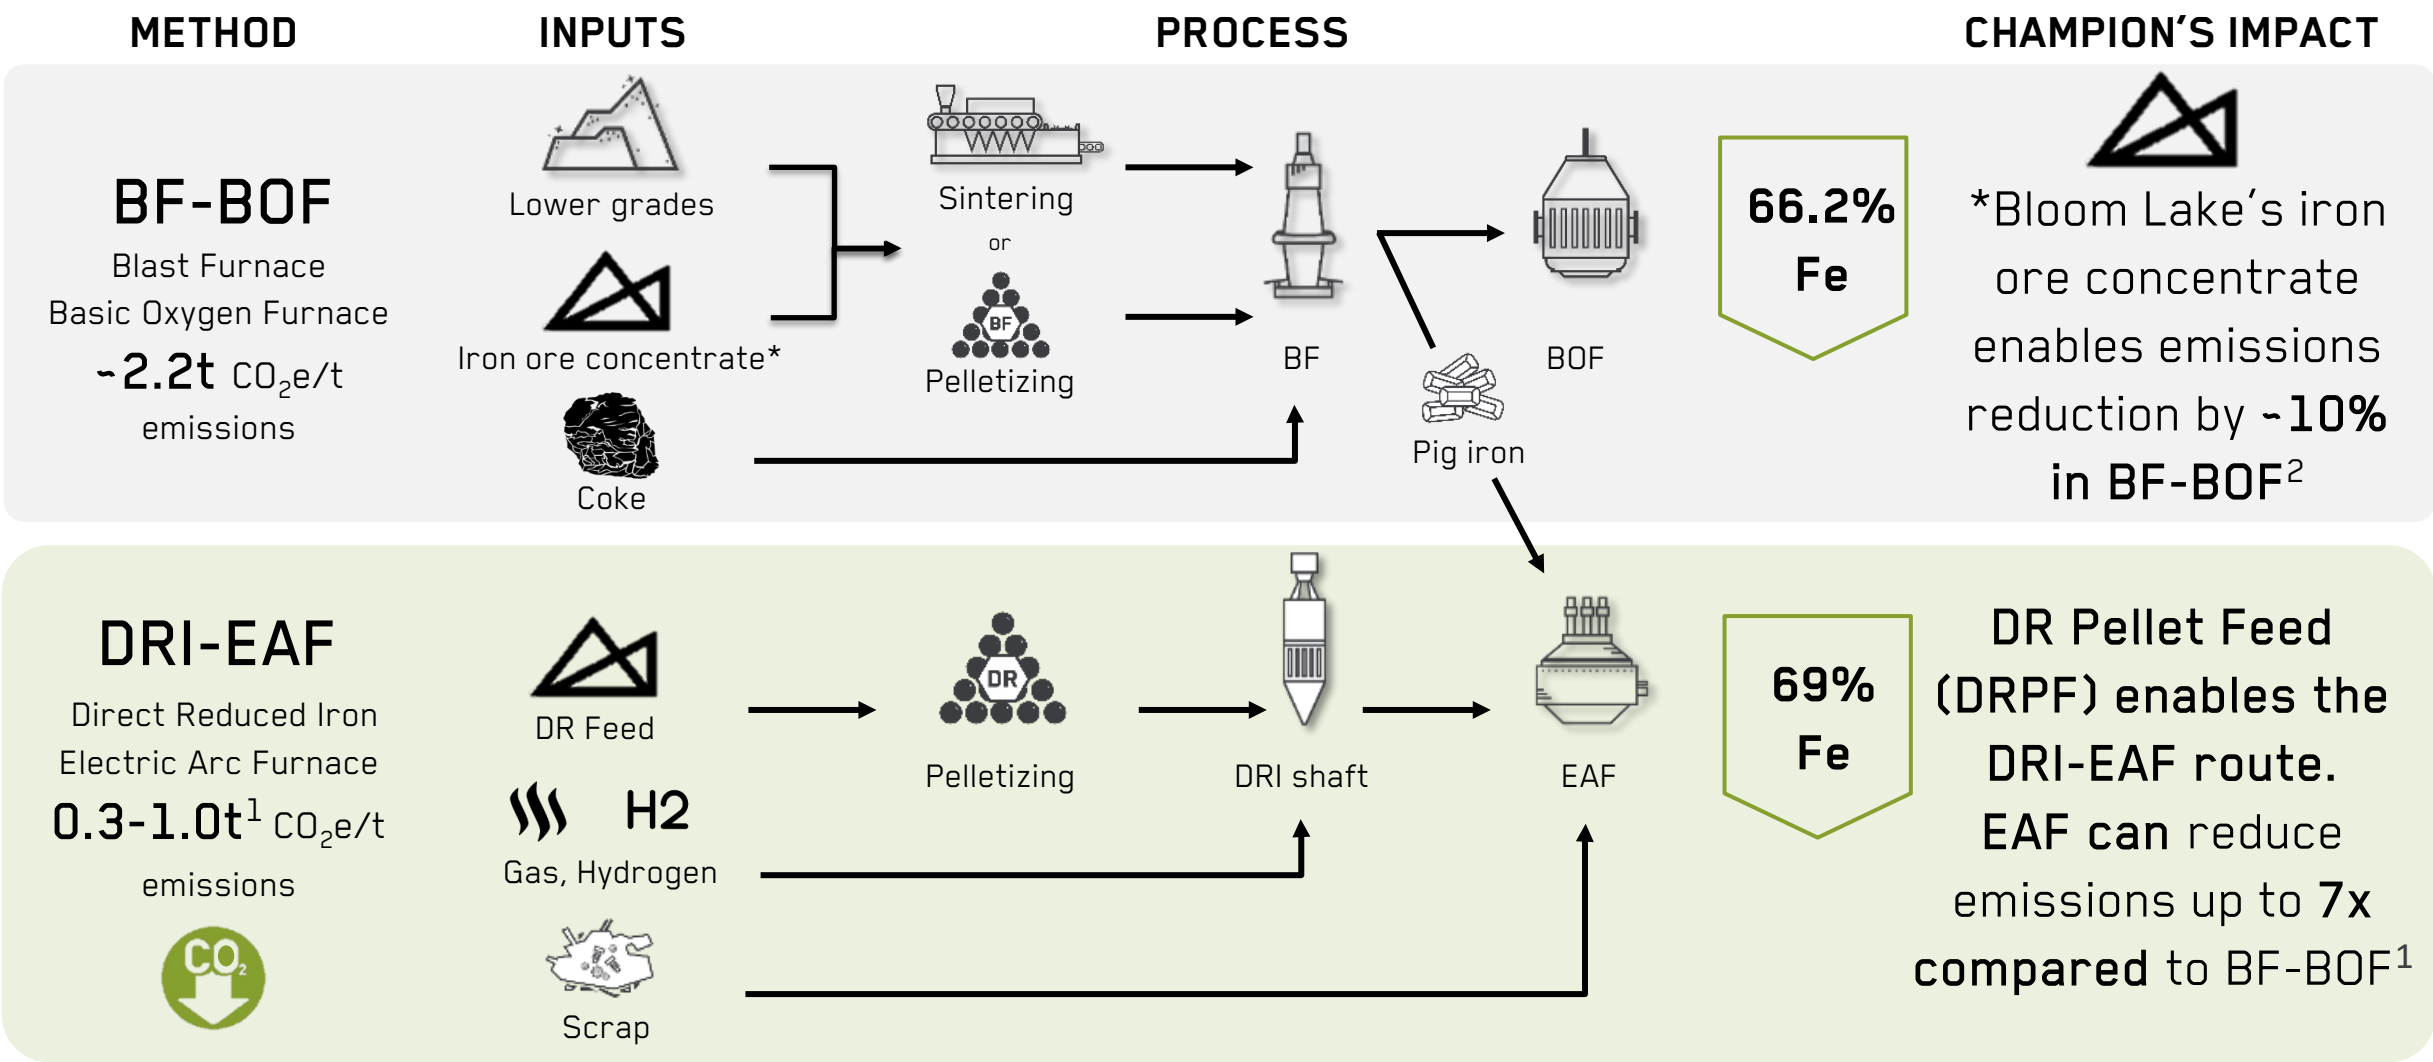 METHOD
INPUTS
PROCESS
CHAMPION'S IMPACT
BF-BOF
Blast Furnace
Basic Oxygen Furnace
~2.2t CO₂e/t
emissions
Lower grades
Iron ore concentrate*
Coke
Sintering
or
BF
Pelletizing
BF
Pig iron
BOF
66.2%
Fe
*Bloom Lake's iron
ore concentrate
enables emissions
reduction by ~10%
in BF-BOF²
DRI-EAF
Direct Reduced Iron
Electric Arc Furnace
0.3-1.0t¹ CO₂e/t
emissions
CO₂
DR Feed
H2
Gas, Hydrogen
Scrap
DR
Pelletizing
DRI shaft
EAF
69%
Fe
DR Pellet Feed
(DRPF) enables the
DRI-EAF route.
EAF can reduce
emissions up to 7x
compared to BF-BOF¹